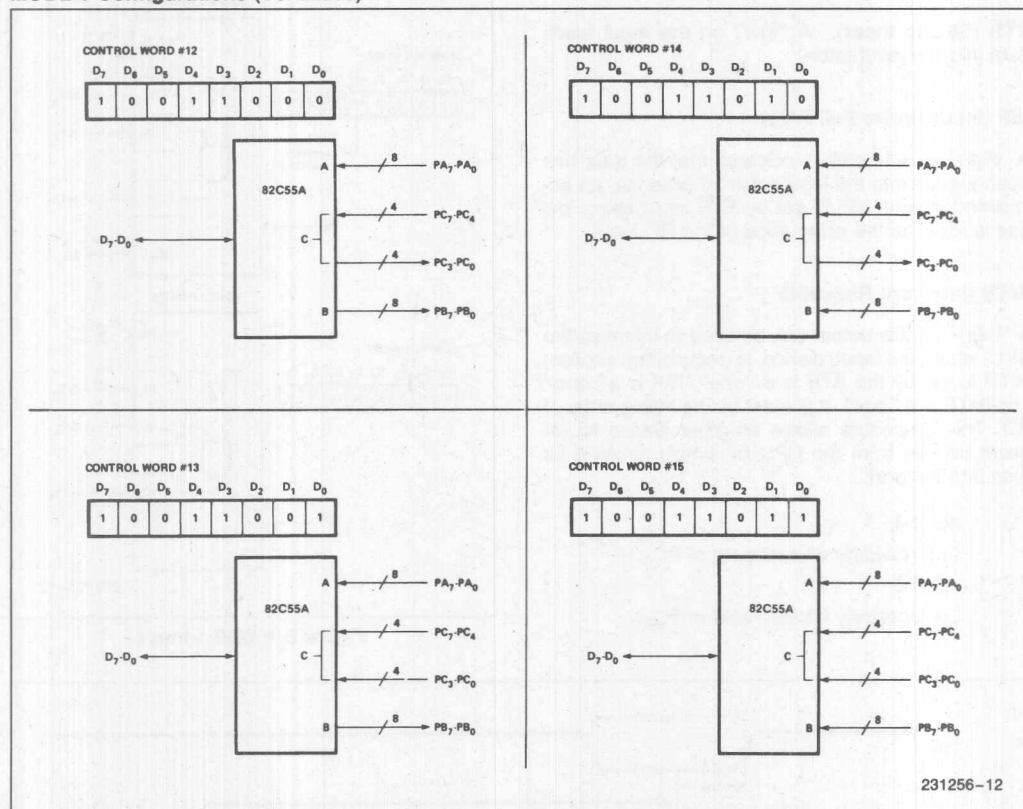 CONTROL WORD #12
D₇ D₆ D₅ D₄ D₃ D₂ D₁ D₀
1 0 0 1 1 0 0 0
A 8 PA₇-PA₀
82C55A
4 PC₇-PC₄
D₇-D₀ C
4 PC₃-PC₀
B 8 PB₇-PB₀
CONTROL WORD #14
D₇ D₆ D₅ D₄ D₃ D₂ D₁ D₀
1 0 0 1 1 0 1 0
A 8 PA₇-PA₀
82C55A
4 PC₇-PC₄
D₇-D₀ C
4 PC₃-PC₀
B 8 PB₇-PB₀
CONTROL WORD #13
D₇ D₆ D₅ D₄ D₃ D₂ D₁ D₀
1 0 0 1 1 0 0 1
A 8 PA₇-PA₀
82C55A
4 PC₇-PC₄
D₇-D₀ C
4 PC₃-PC₀
B 8 PB₇-PB₀
CONTROL WORD #15
D₇ D₆ D₅ D₄ D₃ D₂ D₁ D₀
1 0 0 1 1 0 1 1
A 8 PA₇-PA₀
82C55A
4 PC₇-PC₄
D₇-D₀ C
4 PC₃-PC₀
B 8 PB₇-PB₀
231256-12